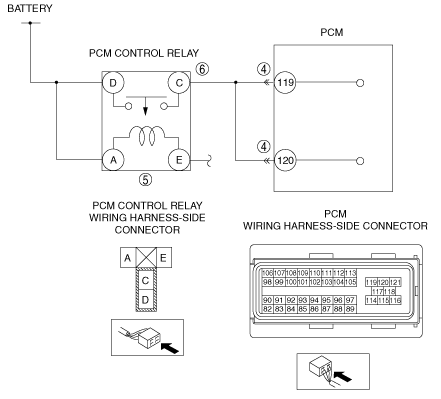 BATTERY
PCM CONTROL RELAY
PCM
D
C
6
4
119
4
120
A
E
5
PCM CONTROL RELAY
WIRING HARNESS-SIDE
CONNECTOR
PCM
WIRING HARNESS-SIDE CONNECTOR
A E
C
D
106 107 108 109 110 111 112 113
98 99 100 101 102 103 104 105
119 120 121
117 118
90 91 92 93 94 95 96 97
114 115 116
82 83 84 85 86 87 88 89